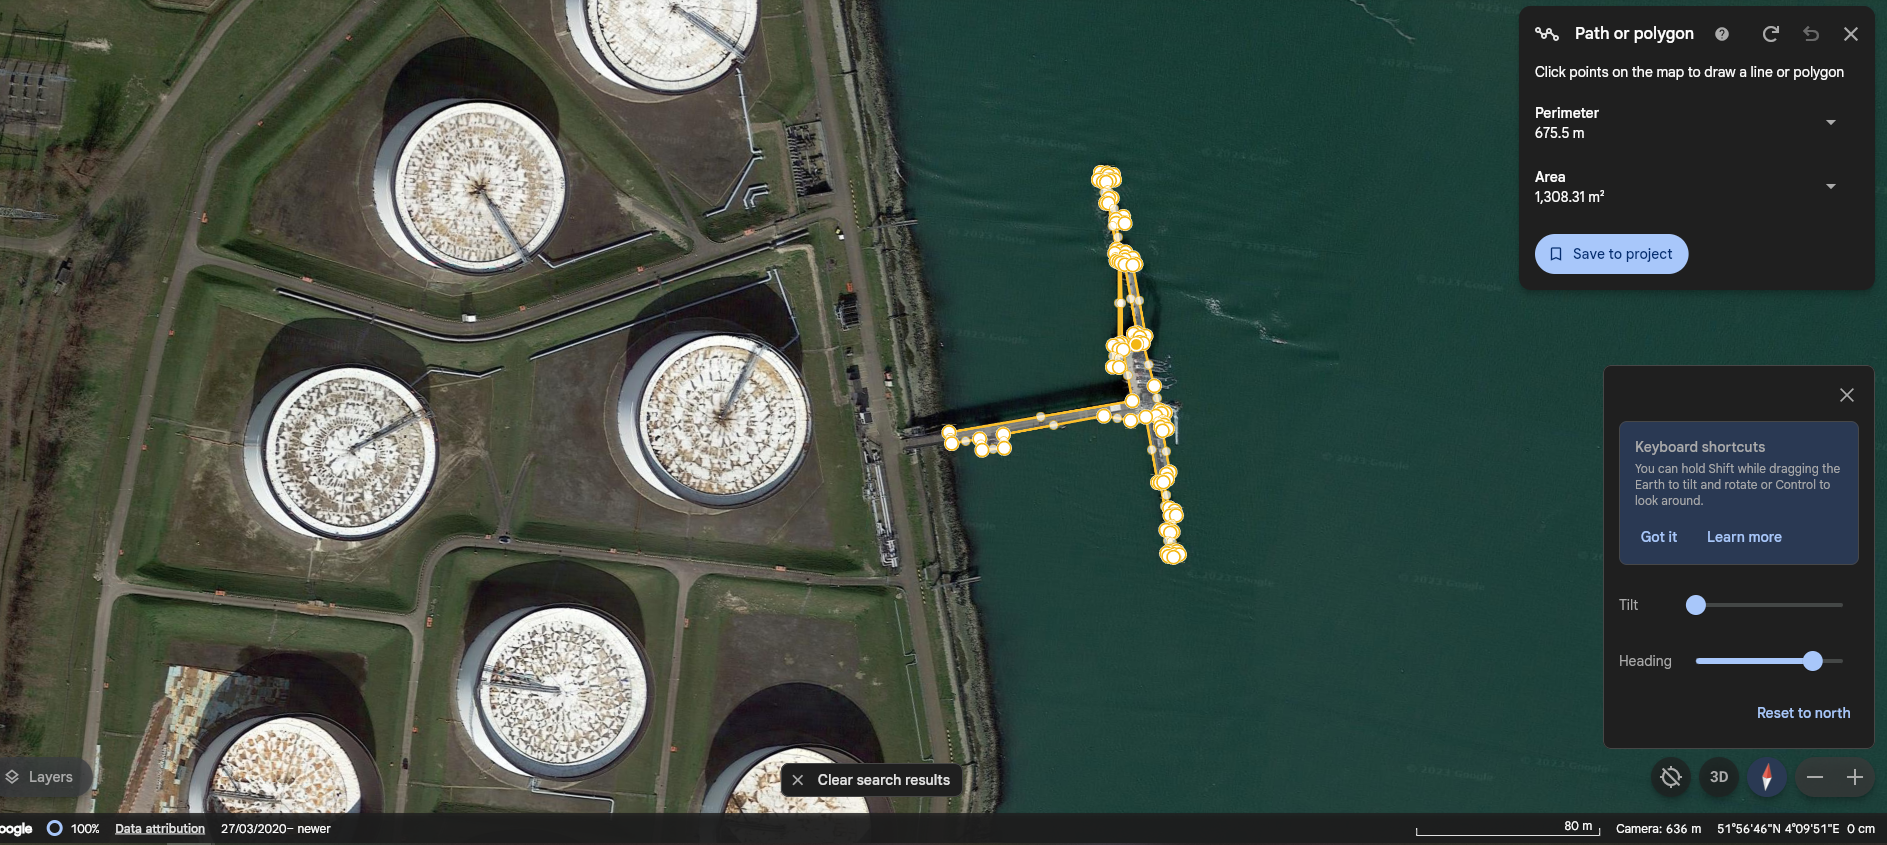 Path or polygon
Click points on the map to draw a line or polygon
Perimeter
675.5 m
Area
1,308.31 m²
Save to project
Keyboard shortcuts
You can hold Shift while dragging the
Earth to tilt and rotate or Control to
look around.
Got it Learn more
Tilt
Heading
Reset to north
Layers
Clear search results
3D
oogle 100% Data attribution 27/03/2020– newer
80 m Camera: 636 m 51°56'46"N 4°09'51"E 0 cm